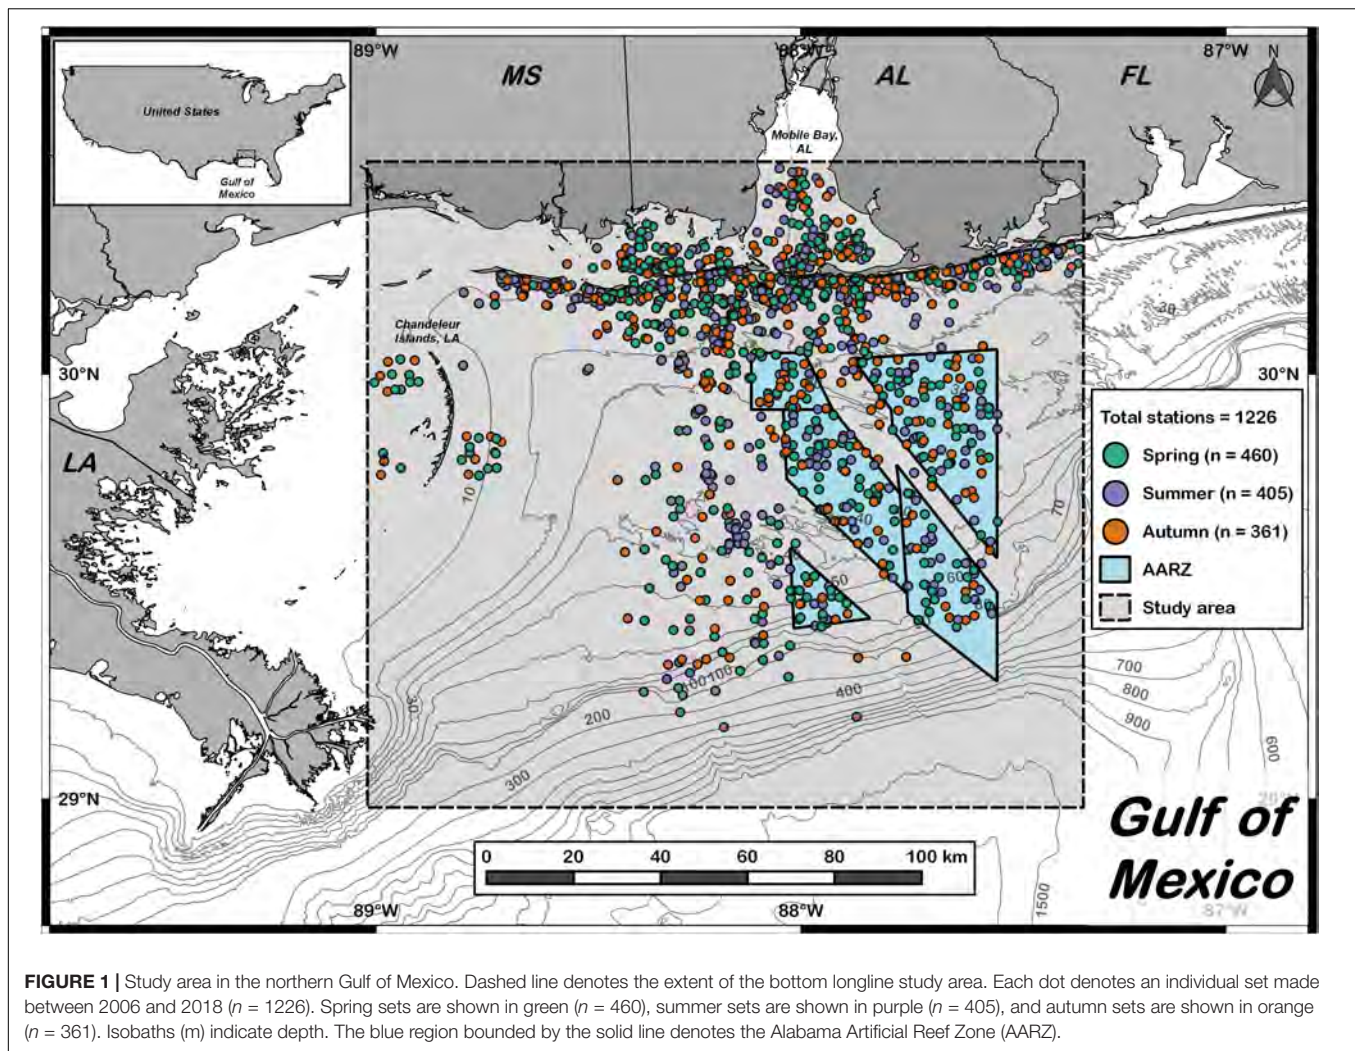 89°W
88°W
87°W
N
MS
AL
FL
United States
Gulf of
Mexico
Mobile Bay,
AL
Chandeleur
Islands, LA
30°N
30°N
LA
10
30
30
40
50
60
70
100
100
200
300
400
700
800
900
600
1500
Total stations = 1226
Spring (n = 460)
Summer (n = 405)
Autumn (n = 361)
AARZ
Study area
29°N
29°N
Gulf of
Mexico
0 20 40 60 80 100 km
89°W
88°W
87°W
FIGURE 1 | Study area in the northern Gulf of Mexico. Dashed line denotes the extent of the bottom longline study area. Each dot denotes an individual set made
between 2006 and 2018 (n = 1226). Spring sets are shown in green (n = 460), summer sets are shown in purple (n = 405), and autumn sets are shown in orange
(n = 361). Isobaths (m) indicate depth. The blue region bounded by the solid line denotes the Alabama Artificial Reef Zone (AARZ).